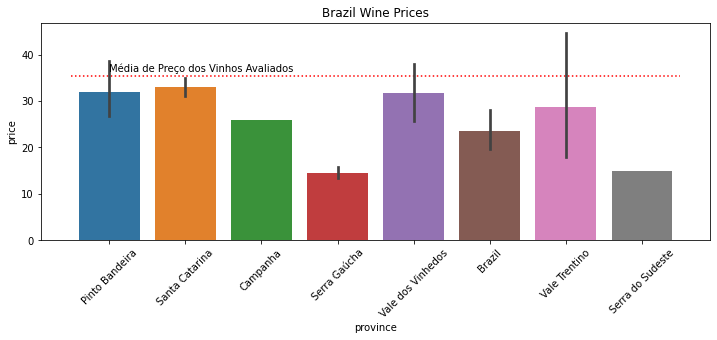 Brazil Wine Prices
price
40
30
20
10
0
Média de Preço dos Vinhos Avaliados
Pinto Bandeira
Santa Catarina
Campanha
Serra Gaúcha
Vale dos Vinhedos
Brazil
Vale Trentino
Serra do Sudeste
province